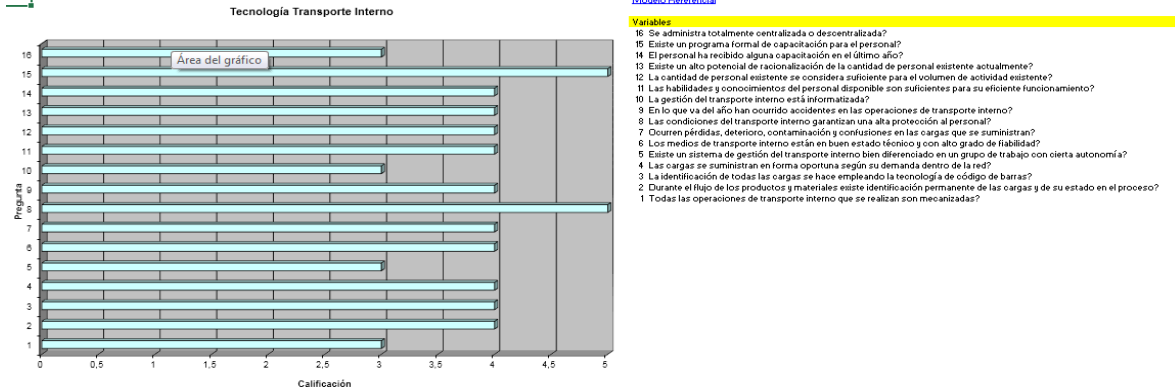 Tecnología Transporte Interno
Área del gráfico
16
15
14
13
12
11
10
9
8
7
6
5
4
3
2
1
Pregunta
0 0,5 1 1,5 2 2,5 3 3,5 4 4,5 5
Calificación
Modelo Referencial
Variables
16 Se administra totalmente centralizada o descentralizada?
15 Existe un programa formal de capacitación para el personal?
14 El personal ha recibido alguna capacitación en el último año?
13 Existe un alto potencial de racionalización de la cantidad de personal existente actualmente?
12 La cantidad de personal existente se considera suficiente para el volumen de actividad existente?
11 Las habilidades y conocimientos del personal disponible son suficientes para su eficiente funcionamiento?
10 La gestión del transporte interno está informatizada?
9 En lo que va del año han ocurrido accidentes en las operaciones de transporte interno?
8 Las condiciones del transporte interno garantizan una alta protección al personal?
7 Ocurren pérdidas, deterioro, contaminación y confusiones en las cargas que se suministran?
6 Los medios de transporte interno están en buen estado técnico y con alto grado de fiabilidad?
5 Existe un sistema de gestión del transporte interno bien diferenciado en un grupo de trabajo con cierta autonomía?
4 Las cargas se suministran en forma oportuna según su demanda dentro de la red?
3 La identificación de todas las cargas se hace empleando la tecnología de código de barras?
2 Durante el flujo de los productos y materiales existe identificación permanente de las cargas y de su estado en el proceso?
1 Todas las operaciones de transporte interno que se realizan son mecanizadas?